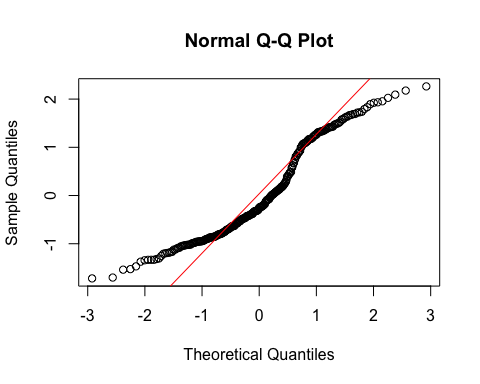 Normal Q-Q Plot
Sample Quantiles
2
1
0
-1
-3 -2 -1 0 1 2 3
Theoretical Quantiles